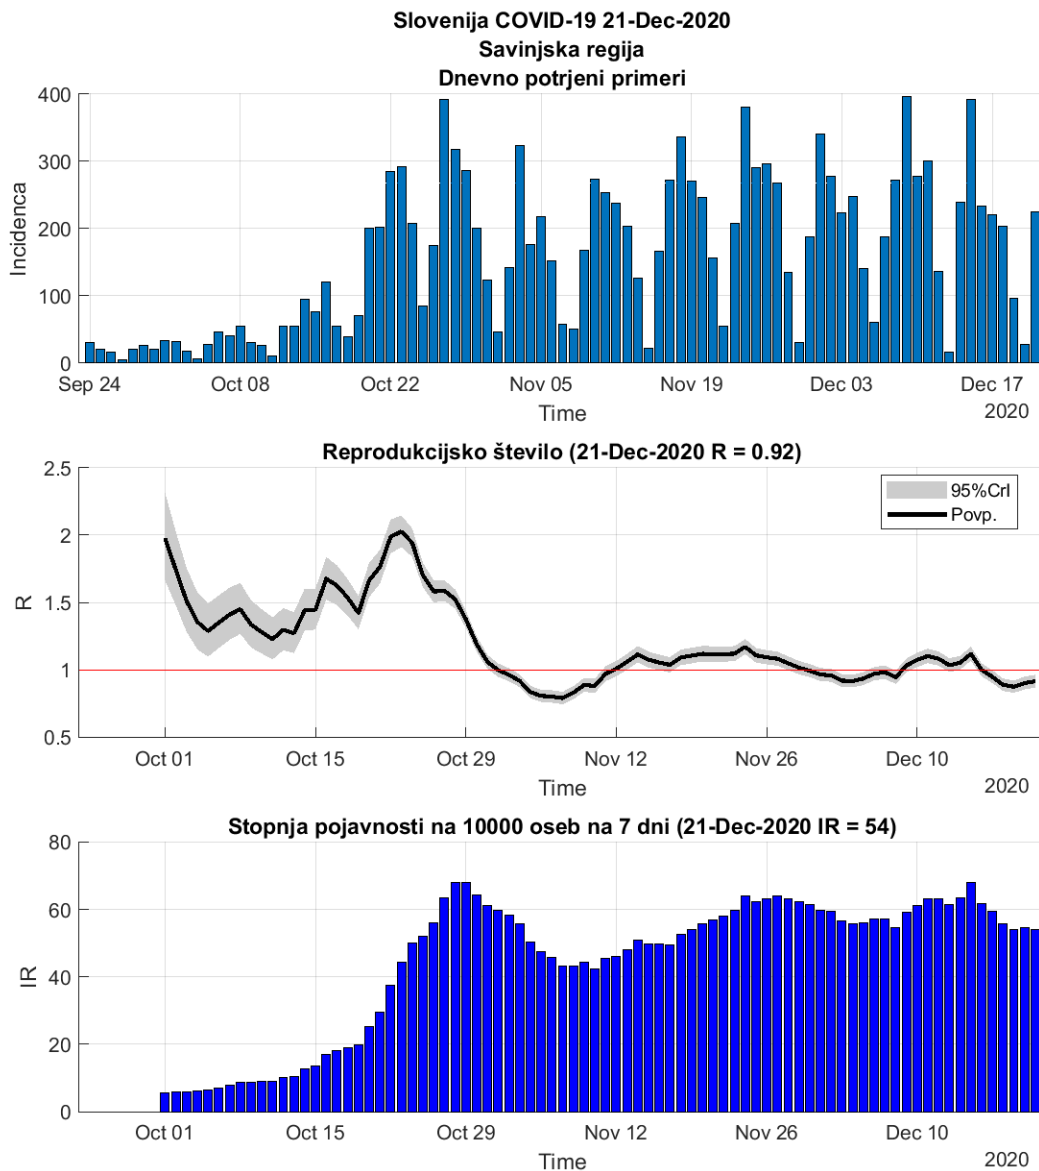 Slovenija COVID-19 21-Dec-2020
Savinjska regija
Dnevno potrjeni primeri
400
300
200
100
0
Incidenca
Sep 24 Oct 08 Oct 22 Nov 05 Nov 19 Dec 03 Dec 17
Time
2020
Reprodukcijsko število (21-Dec-2020 R = 0.92)
2.5
2
1.5
1
0.5
R
95%CrI
Povp.
Oct 01 Oct 15 Oct 29 Nov 12 Nov 26 Dec 10
Time
2020
Stopnja pojavnosti na 10000 oseb na 7 dni (21-Dec-2020 IR = 54)
80
60
40
20
0
IR
Oct 01 Oct 15 Oct 29 Nov 12 Nov 26 Dec 10
Time
2020